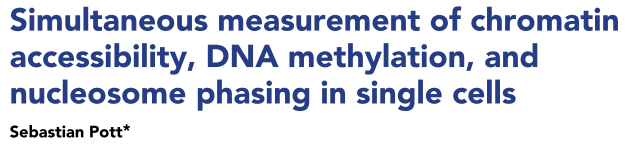 Simultaneous measurement of chromatin
accessibility, DNA methylation, and
nucleosome phasing in single cells
Sebastian Pott*